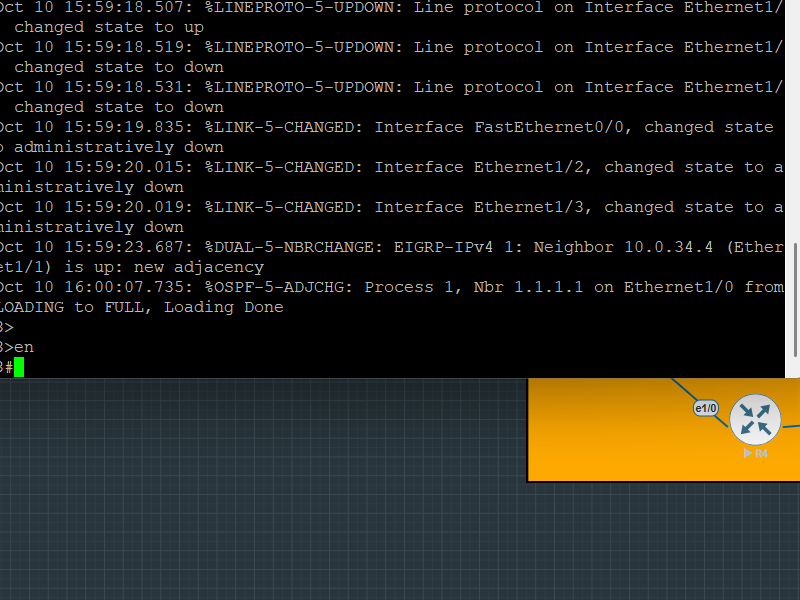 Oct 10 15:59:18.507: %LINEPROTO-5-UPDOWN: Line protocol on Interface Ethernet1/
changed state to up
Oct 10 15:59:18.519: %LINEPROTO-5-UPDOWN: Line protocol on Interface Ethernet1/
changed state to down
Oct 10 15:59:18.531: %LINEPROTO-5-UPDOWN: Line protocol on Interface Ethernet1/
changed state to down
Oct 10 15:59:19.835: %LINK-5-CHANGED: Interface FastEthernet0/0, changed state
o administratively down
Oct 10 15:59:20.015: %LINK-5-CHANGED: Interface Ethernet1/2, changed state to a
ministratively down
Oct 10 15:59:20.019: %LINK-5-CHANGED: Interface Ethernet1/3, changed state to a
ministratively down
Oct 10 15:59:23.687: %DUAL-5-NBRCHANGE: EIGRP-IPv4 1: Neighbor 10.0.34.4 (Ether
et1/1) is up: new adjacency
Oct 10 16:00:07.735: %OSPF-5-ADJCHG: Process 1, Nbr 1.1.1.1 on Ethernet1/0 from
LOADING to FULL, Loading Done
3>
3>en
3#
e1/0
R4